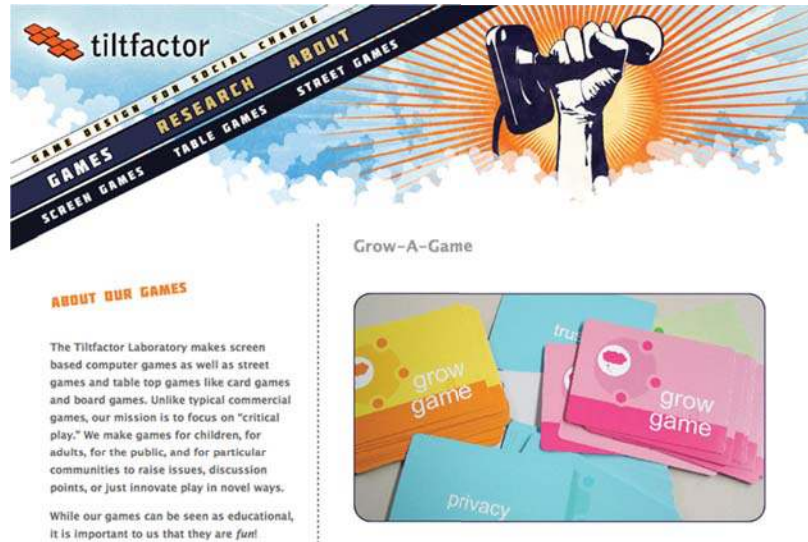 tiltfactor
GAME DESIGN FOR SOCIAL CHANGE
GAMES RESEARCH ABOUT
SCREEN GAMES TABLE GAMES STREET GAMES
ABOUT OUR GAMES
The Tiltfactor Laboratory makes screen
based computer games as well as street
games and table top games like card games
and board games. Unlike typical commercial
games, our mission is to focus on "critical
play." We make games for children, for
adults, for the public, and for particular
communities to raise issues, discussion
points, or just innovate play in novel ways.
While our games can be seen as educational,
it is important to us that they are fun!
Grow-A-Game
grow
game
grow
game
privacy